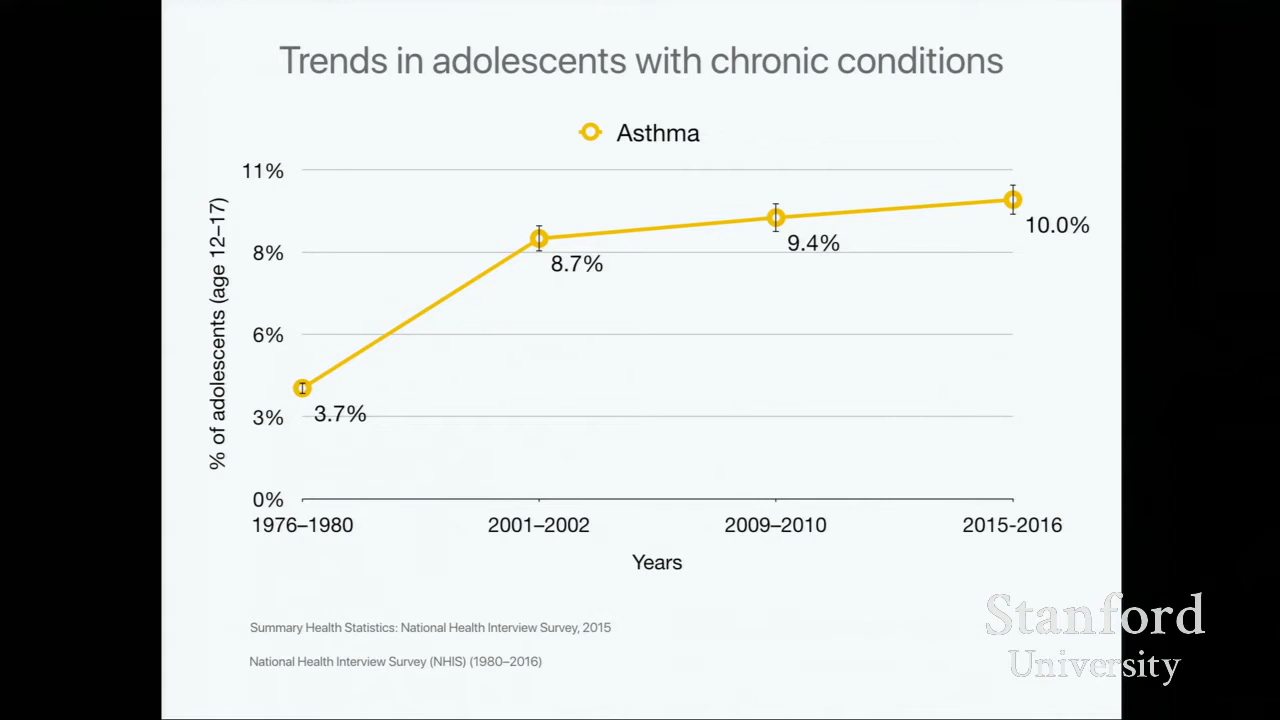 Trends in adolescents with chronic conditions
Asthma
11%
8%
6%
3%
0%
% of adolescents (age 12–17)
3.7%
8.7%
9.4%
10.0%
1976–1980
2001–2002
2009–2010
2015-2016
Years
Summary Health Statistics: National Health Interview Survey, 2015
National Health Interview Survey (NHIS) (1980–2016)
Stanford
University